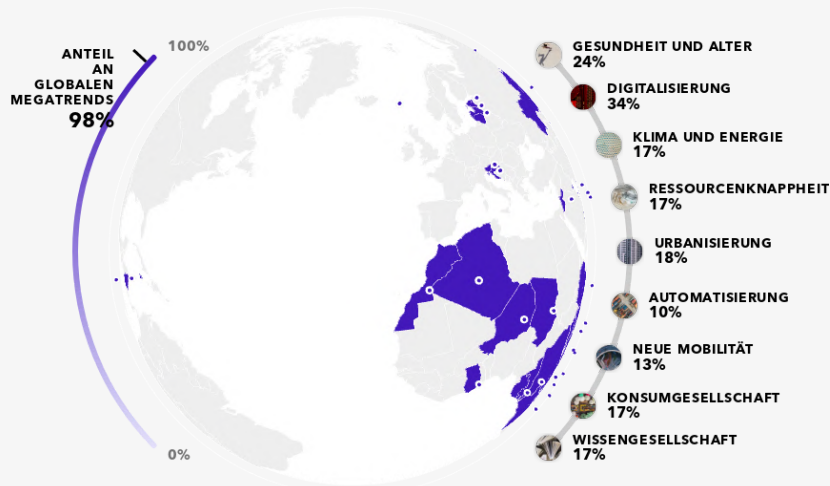 100%
ANTEIL
AN
GLOBALEN
MEGATRENDS
98%
0%
GESUNDHEIT UND ALTER
24%
DIGITALISIERUNG
34%
KLIMA UND ENERGIE
17%
RESSOURCENKNAPPHEIT
17%
URBANISIERUNG
18%
AUTOMATISIERUNG
10%
NEUE MOBILITÄT
13%
KONSUMGESELLSCHAFT
17%
WISSENGESELLSCHAFT
17%